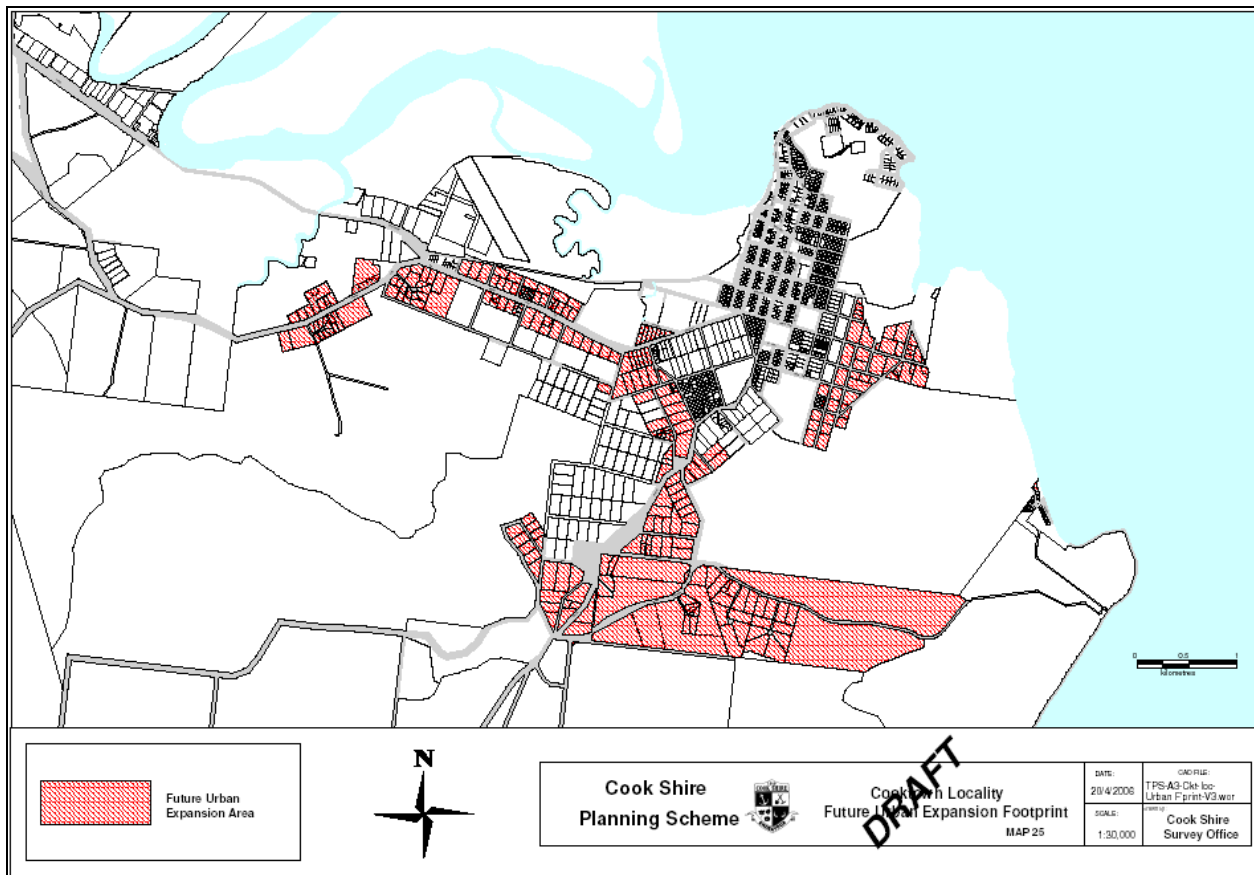 0 0.5 1
kilometres
Future Urban
Expansion Area
N
Cook Shire
Planning Scheme
COOK SHIRE
Cooktown Locality
Future Urban Expansion Footprint
MAP 25
DRAFT
DATE:
20/4/2006
CAD FILE:
TPS-A3-Ckt-loc-
Urban F'print-V3.wor
SCALE:
1:30,000
Cook Shire
Survey Office